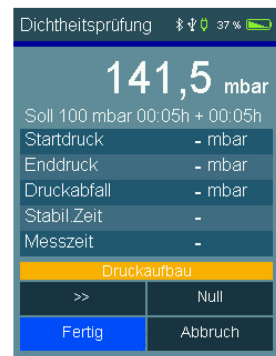 Dichtheitsprüfung 37 %
141,5 mbar
Soll 100 mbar 00:05h + 00:05h
Startdruck - mbar
Enddruck - mbar
Druckabfall - mbar
Stabil.Zeit -
Messzeit -
Druckaufbau
>> Null
Fertig Abbruch